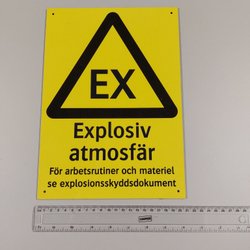 EX
Explosiv
atmosfär
För arbetsrutiner och materiel
se explosionsskyddsdokument